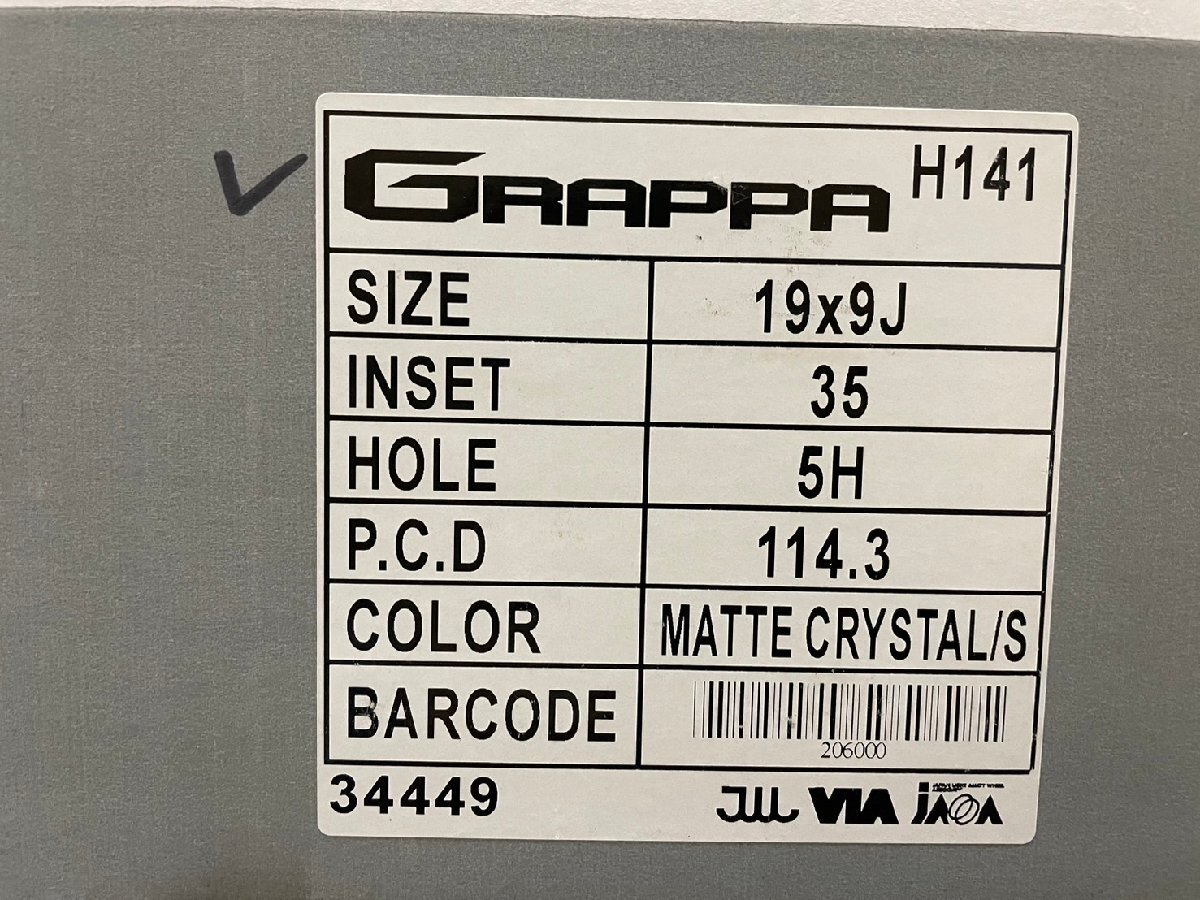 GRAPPA H141
SIZE 19x9J
INSET 35
HOLE 5H
P.C.D 114.3
COLOR MATTE CRYSTAL/S
BARCODE
206000
34449 JWL VIA JAWA